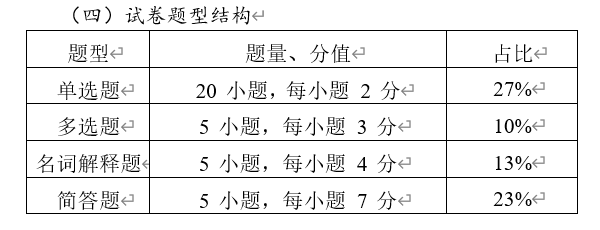 （四）试卷题型结构
题型 题量、分值 占比
单选题 20 小题，每小题 2 分 27%
多选题 5 小题，每小题 3 分 10%
名词解释题 5 小题，每小题 4 分 13%
简答题 5 小题，每小题 7 分 23%